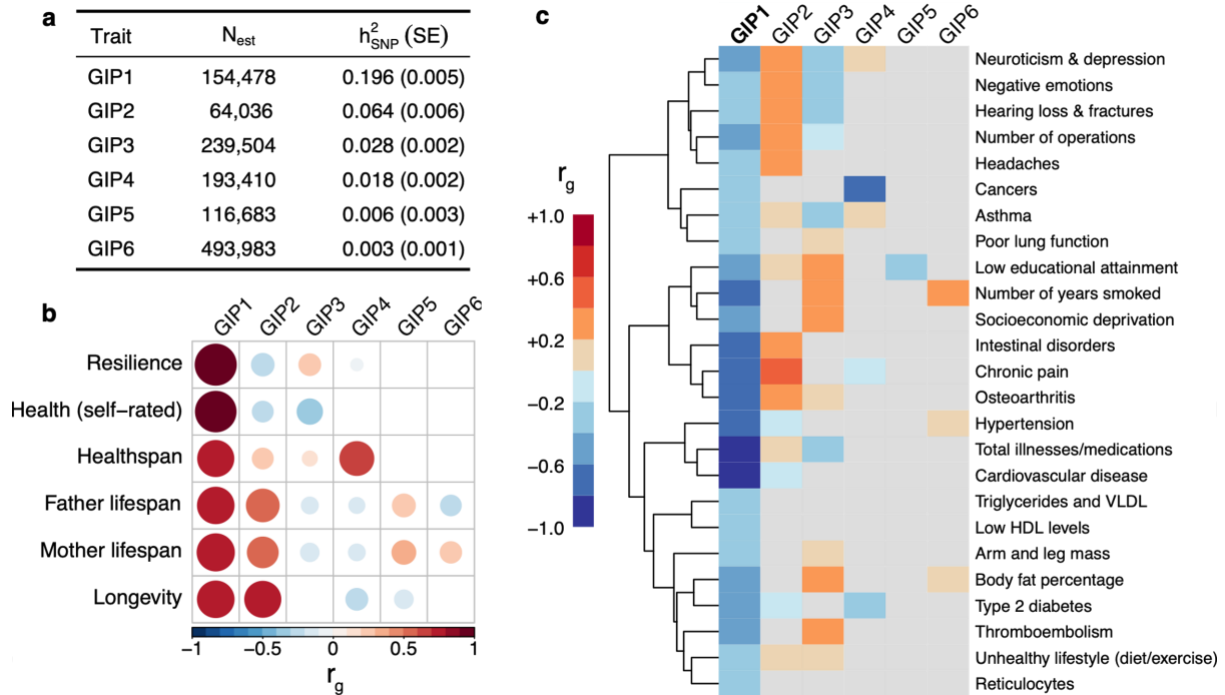 a
Trait Nest h²SNP (SE)
GIP1 154,478 0.196 (0.005)
GIP2 64,036 0.064 (0.006)
GIP3 239,504 0.028 (0.002)
GIP4 193,410 0.018 (0.002)
GIP5 116,683 0.006 (0.003)
GIP6 493,983 0.003 (0.001)
b
GIP1 GIP2 GIP3 GIP4 GIP5 GIP6
Resilience
Health (self−rated)
Healthspan
Father lifespan
Mother lifespan
Longevity
−1 −0.5 0 0.5 1
rg
c
GIP1 GIP2 GIP3 GIP4 GIP5 GIP6
rg
+1.0
+0.6
+0.2
−0.2
−0.6
−1.0
Neuroticism & depression
Negative emotions
Hearing loss & fractures
Number of operations
Headaches
Cancers
Asthma
Poor lung function
Low educational attainment
Number of years smoked
Socioeconomic deprivation
Intestinal disorders
Chronic pain
Osteoarthritis
Hypertension
Total illnesses/medications
Cardiovascular disease
Triglycerides and VLDL
Low HDL levels
Arm and leg mass
Body fat percentage
Type 2 diabetes
Thromboembolism
Unhealthy lifestyle (diet/exercise)
Reticulocytes